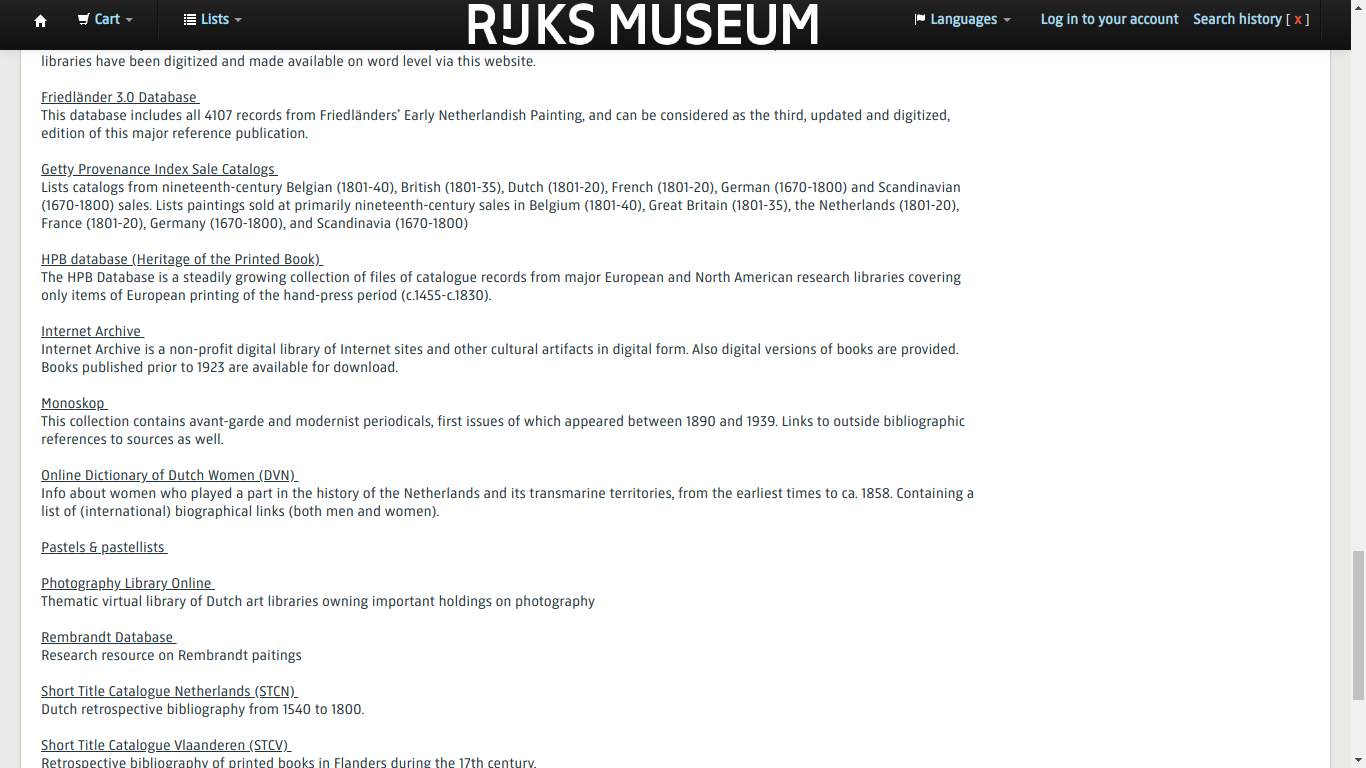 Cart
Lists
RIJKS MUSEUM
Languages
Log in to your account
Search history [ x ]
libraries have been digitized and made available on word level via this website.
Friedländer 3.0 Database
This database includes all 4107 records from Friedländers' Early Netherlandish Painting, and can be considered as the third, updated and digitized,
edition of this major reference publication.
Getty Provenance Index Sale Catalogs
Lists catalogs from nineteenth-century Belgian (1801-40), British (1801-35), Dutch (1801-20), French (1801-20), German (1670-1800) and Scandinavian
(1670-1800) sales. Lists paintings sold at primarily nineteenth-century sales in Belgium (1801-40), Great Britain (1801-35), the Netherlands (1801-20),
France (1801-20), Germany (1670-1800), and Scandinavia (1670-1800)
HPB database (Heritage of the Printed Book)
The HPB Database is a steadily growing collection of files of catalogue records from major European and North American research libraries covering
only items of European printing of the hand-press period (c.1455-c.1830).
Internet Archive
Internet Archive is a non-profit digital library of Internet sites and other cultural artifacts in digital form. Also digital versions of books are provided.
Books published prior to 1923 are available for download.
Monoskop
This collection contains avant-garde and modernist periodicals, first issues of which appeared between 1890 and 1939. Links to outside bibliographic
references to sources as well.
Online Dictionary of Dutch Women (DVN)
Info about women who played a part in the history of the Netherlands and its transmarine territories, from the earliest times to ca. 1858. Containing a
list of (international) biographical links (both men and women).
Pastels & pastellists
Photography Library Online
Thematic virtual library of Dutch art libraries owning important holdings on photography
Rembrandt Database
Research resource on Rembrandt paitings
Short Title Catalogue Netherlands (STCN)
Dutch retrospective bibliography from 1540 to 1800.
Short Title Catalogue Vlaanderen (STCV)
Retrospective bibliography of printed books in Flanders during the 17th century.